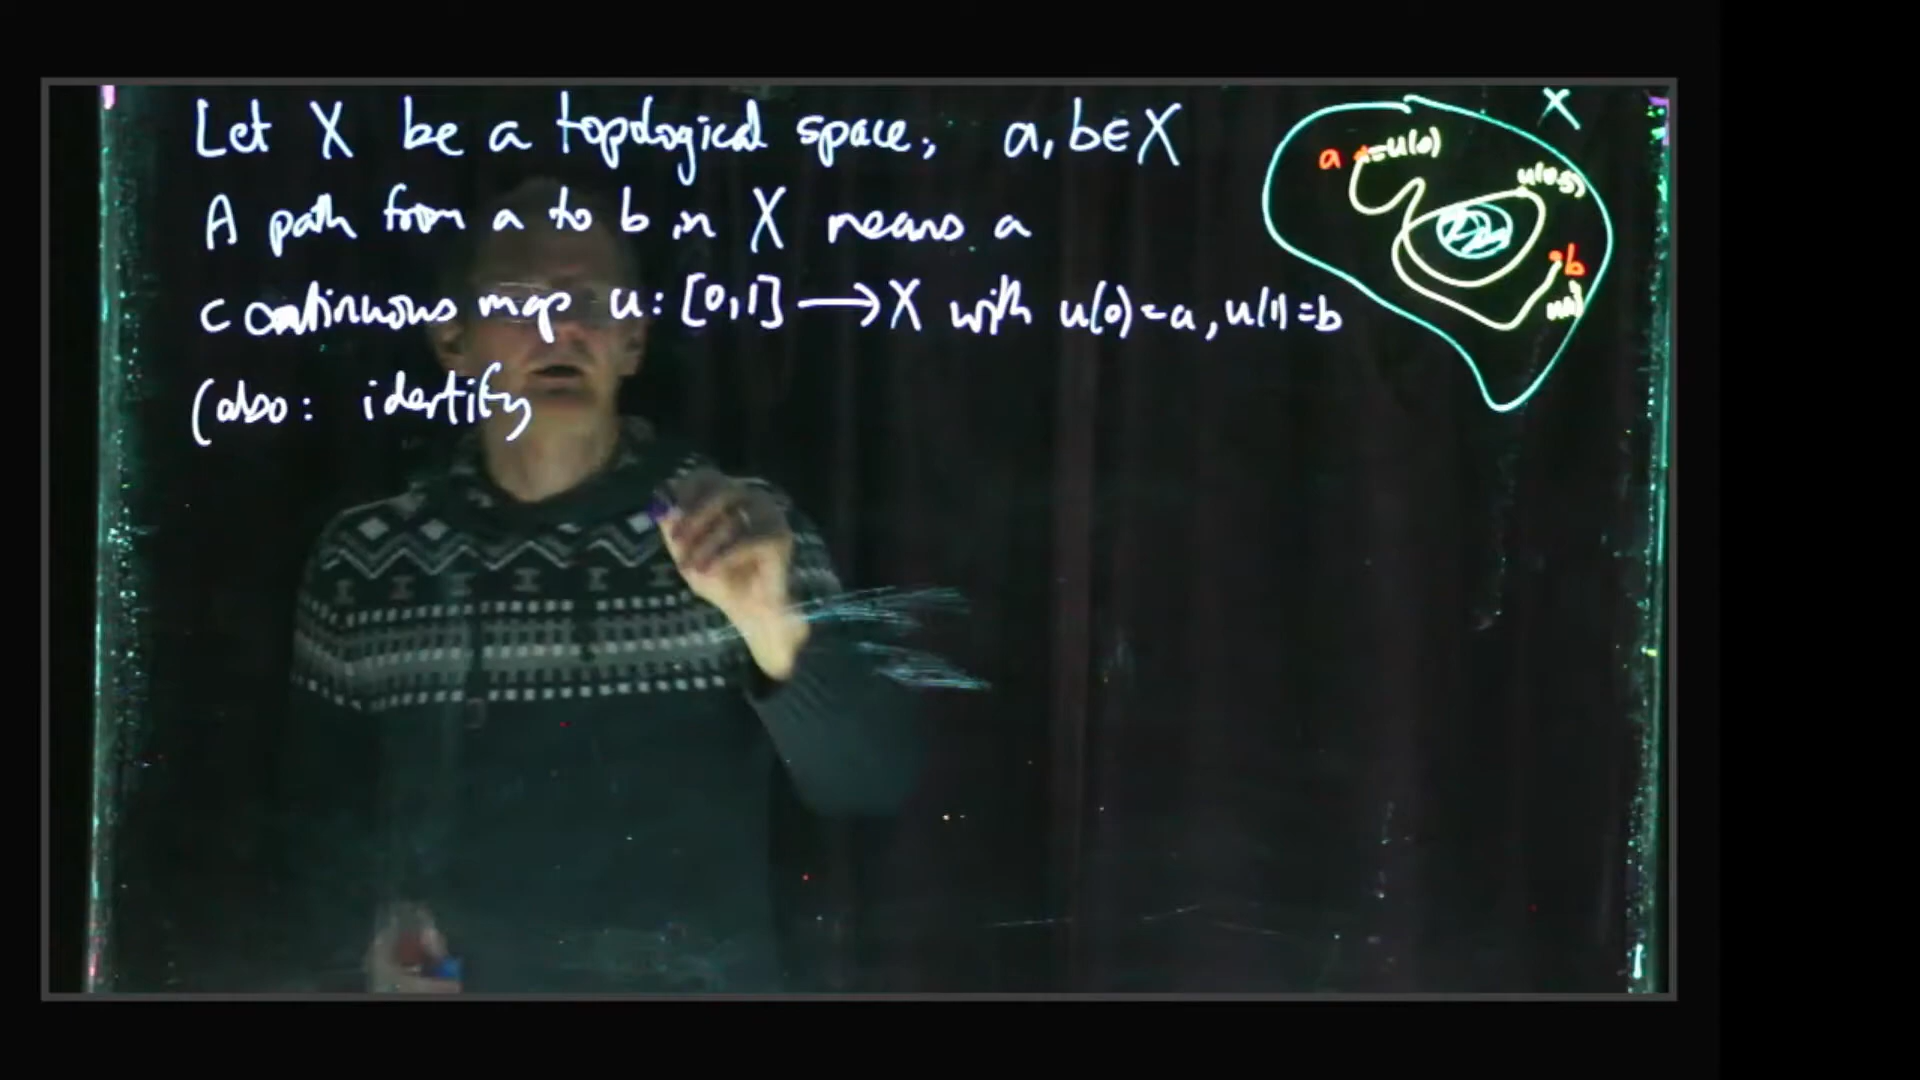 Let X be a topological space, a, b ∈ X
A path from a to b in X means a
continuous map u: [0,1] → X with u(0)=a, u(1)=b
(also: identify
X
a =u(0)
u(0.5)
b
u(1)